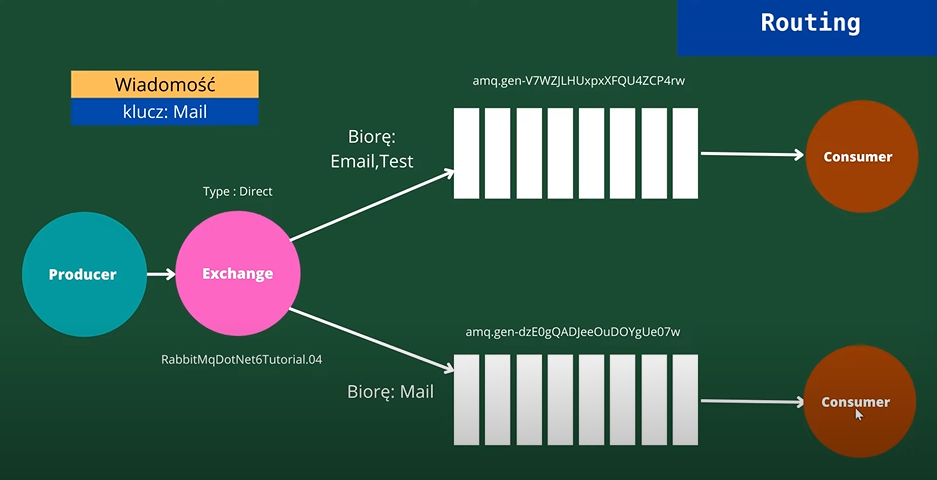 Routing
Wiadomość
klucz: Mail
amq.gen-V7WZJLHUxpxXFQU4ZCP4rw
Biorę:
Email,Test
Consumer
Type : Direct
Producer
Exchange
RabbitMqDotNet6Tutorial.04
amq.gen-dzE0gQADJeeOuDOYgUe07w
Biorę: Mail
Consumer